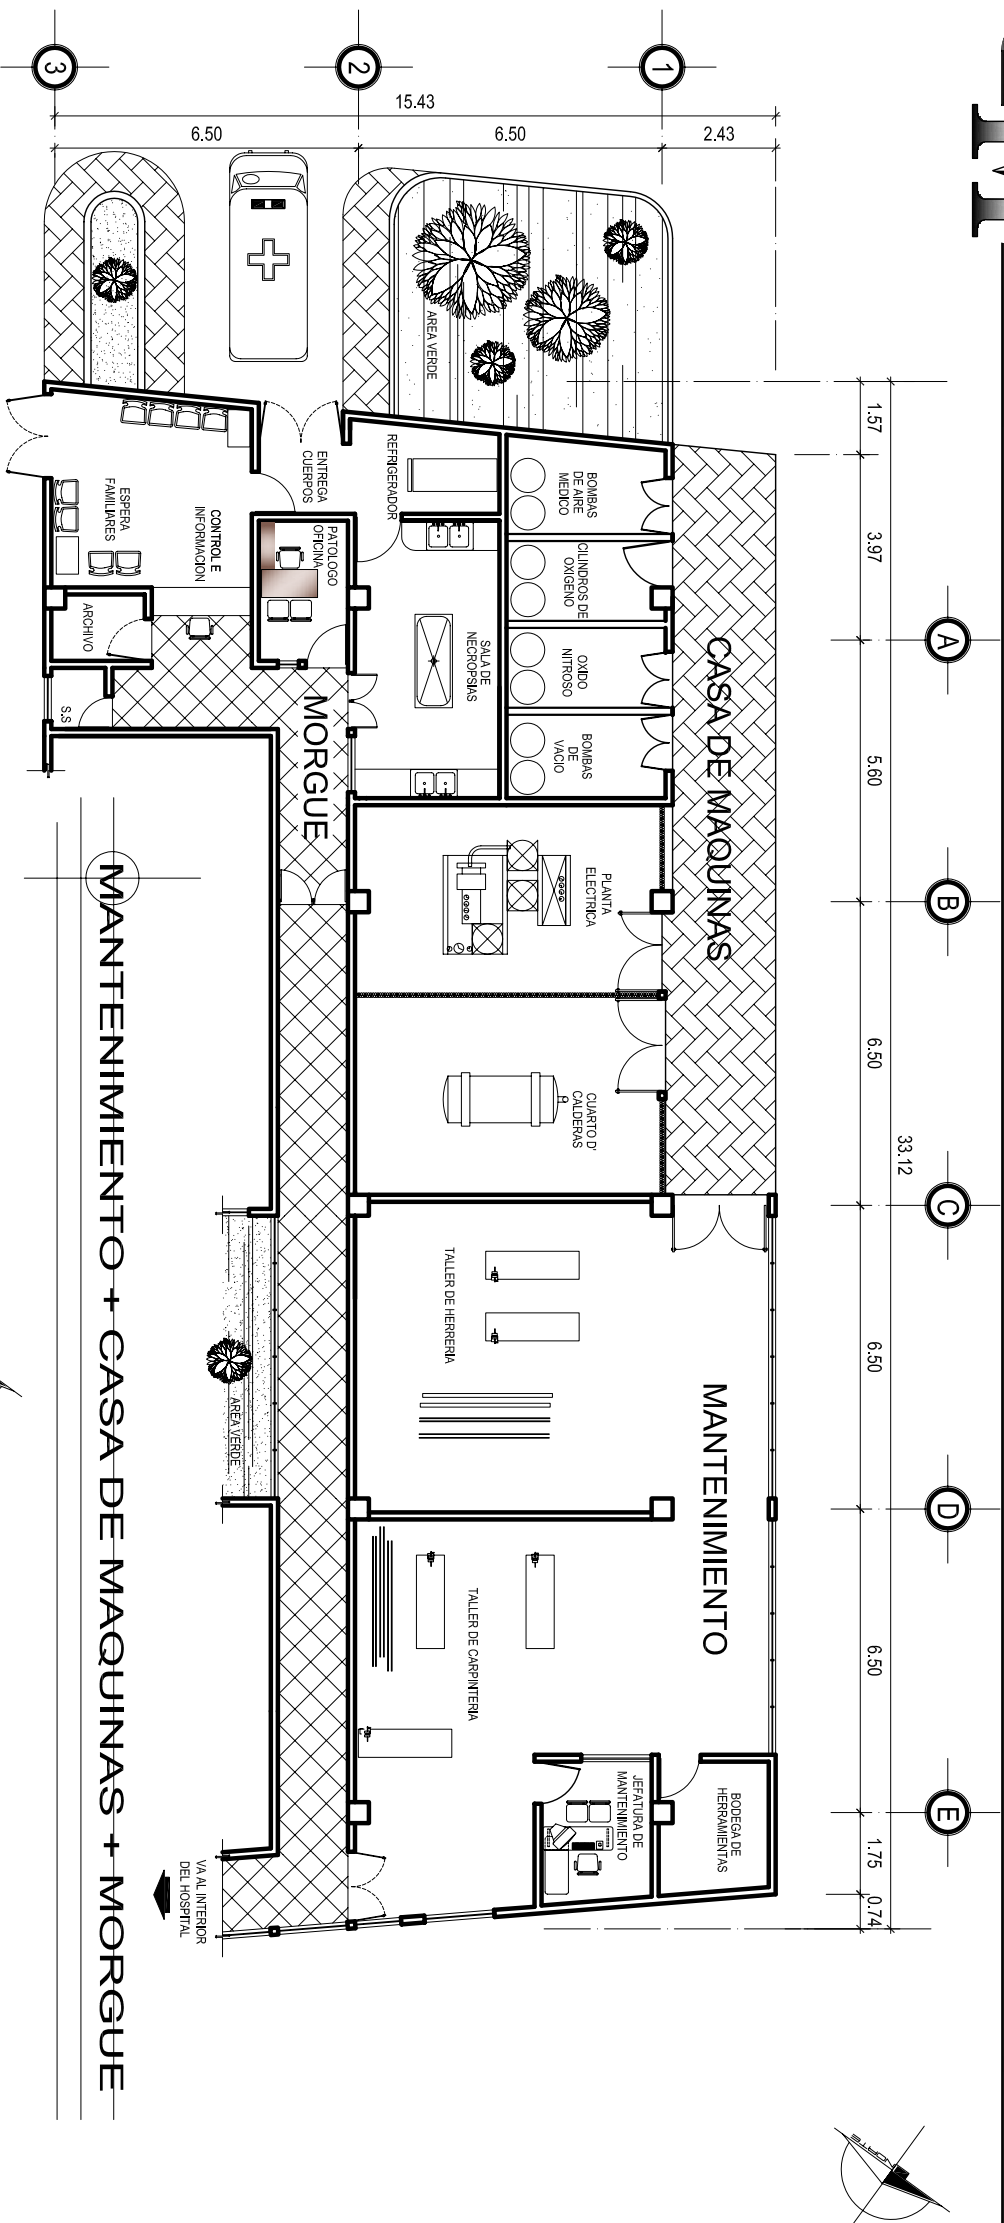 1.57
3.97
5.60
6.50
6.50
6.50
1.75
0.74
33.12
A
B
C
D
E
1
2
3
15.43
2.43
6.50
6.50
CASA DE MAQUINAS
MANTENIMIENTO
MORGUE
AREA VERDE
BOMBAS
DE AIRE
MEDICO
CILINDROS DE
OXIGENO
OXIDO
NITROSO
BOMBAS
DE
VACIO
REFRIGERADOR
SALA DE
NECROPSIAS
PLANTA
ELECTRICA
CUARTO D'
CALDERAS
TALLER DE HERRERIA
TALLER DE CARPINTERIA
JEFATURA DE
MANTENIMIENTO
BODEGA DE
HERRAMIENTAS
ENTREGA
CUERPOS
PATOLOGO
OFICINA
CONTROL E
INFORMACION
ESPERA
FAMILIARES
ARCHIVO
S.S
AREA VERDE
VA AL INTERIOR
DEL HOSPITAL
MANTENIMIENTO + CASA DE MAQUINAS + MORGUE